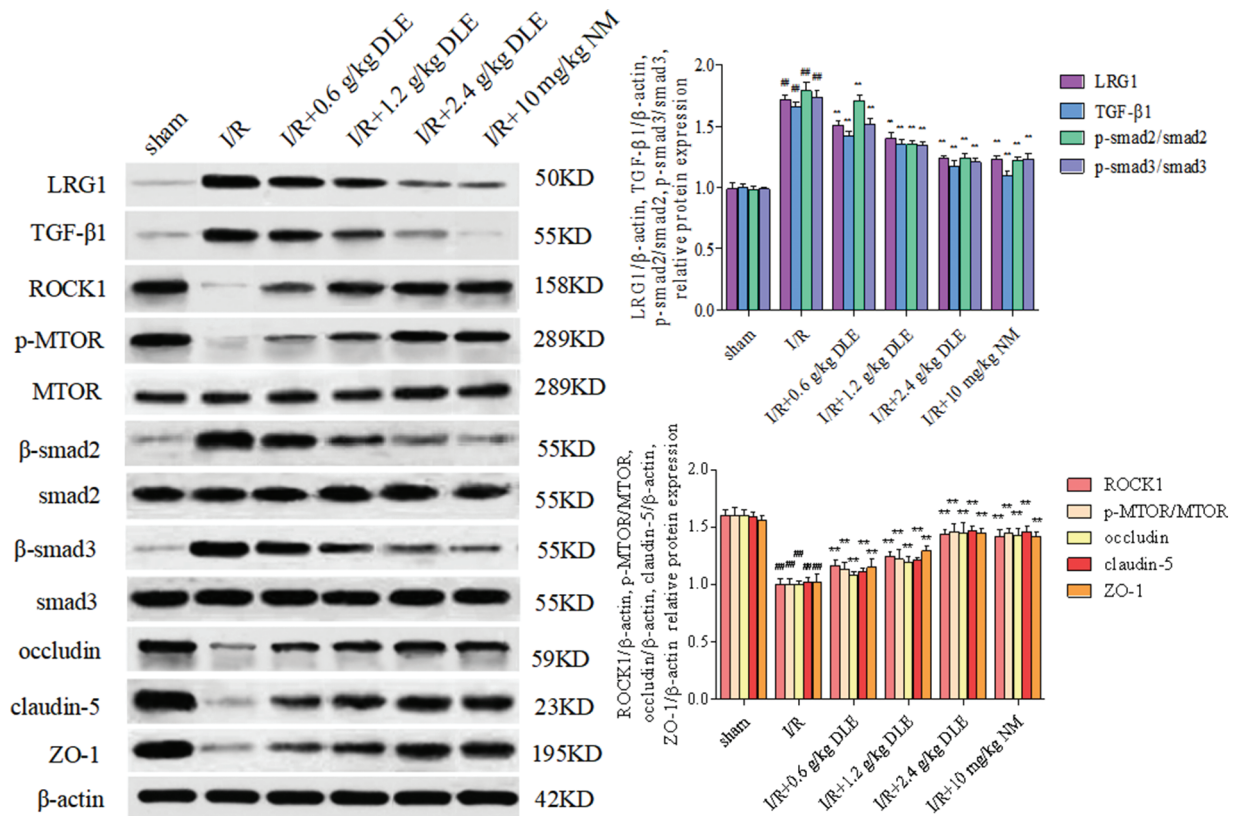 sham
I/R
I/R+0.6 g/kg DLE
I/R+1.2 g/kg DLE
I/R+2.4 g/kg DLE
I/R+10 mg/kg NM
LRG1 50KD
TGF-β1 55KD
ROCK1 158KD
p-MTOR 289KD
MTOR 289KD
β-smad2 55KD
smad2 55KD
β-smad3 55KD
smad3 55KD
occludin 59KD
claudin-5 23KD
ZO-1 195KD
β-actin 42KD
LRG1/β-actin, TGF-β1/β-actin,
p-smad2/smad2, p-smad3/smad3,
relative protein expression
2.0
1.5
1.0
0.5
0.0
## ## ## ##
** ** ** **
** ** ** **
** ** ** **
** ** ** **
sham
I/R
I/R+0.6 g/kg DLE
I/R+1.2 g/kg DLE
I/R+2.4 g/kg DLE
I/R+10 mg/kg NM
LRG1
TGF-β1
p-smad2/smad2
p-smad3/smad3
ROCK1/β-actin, p-MTOR/MTOR,
occludin/β-actin, claudin-5/β-actin,
ZO-1/β-actin relative protein expression
2.0
1.5
1.0
0.5
0.0
## ## ## ## ##
** ** ** ** **
** ** ** ** **
** ** ** ** **
** ** ** ** **
sham
I/R
I/R+0.6 g/kg DLE
I/R+1.2 g/kg DLE
I/R+2.4 g/kg DLE
I/R+10 mg/kg NM
ROCK1
p-MTOR/MTOR
occludin
claudin-5
ZO-1